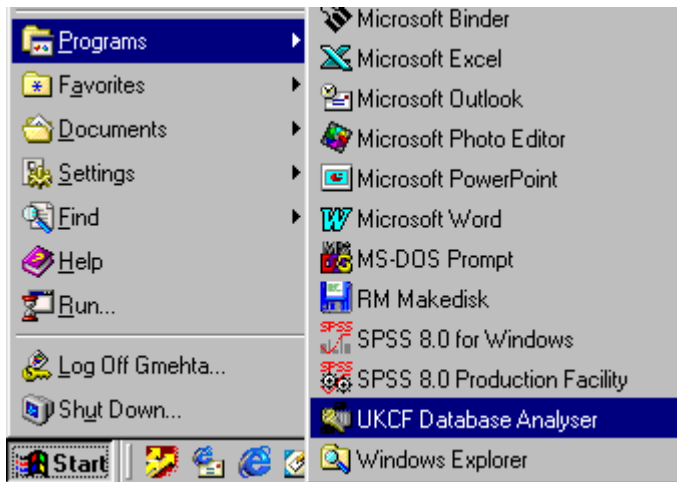 Programs
Favorites
Documents
Settings
Find
Help
Run...
Log Off Gmehta...
Shut Down...
Start
Microsoft Binder
Microsoft Excel
Microsoft Outlook
Microsoft Photo Editor
Microsoft PowerPoint
Microsoft Word
MS-DOS Prompt
RM Makedisk
SPSS 8.0 for Windows
SPSS 8.0 Production Facility
UKCF Database Analyser
Windows Explorer